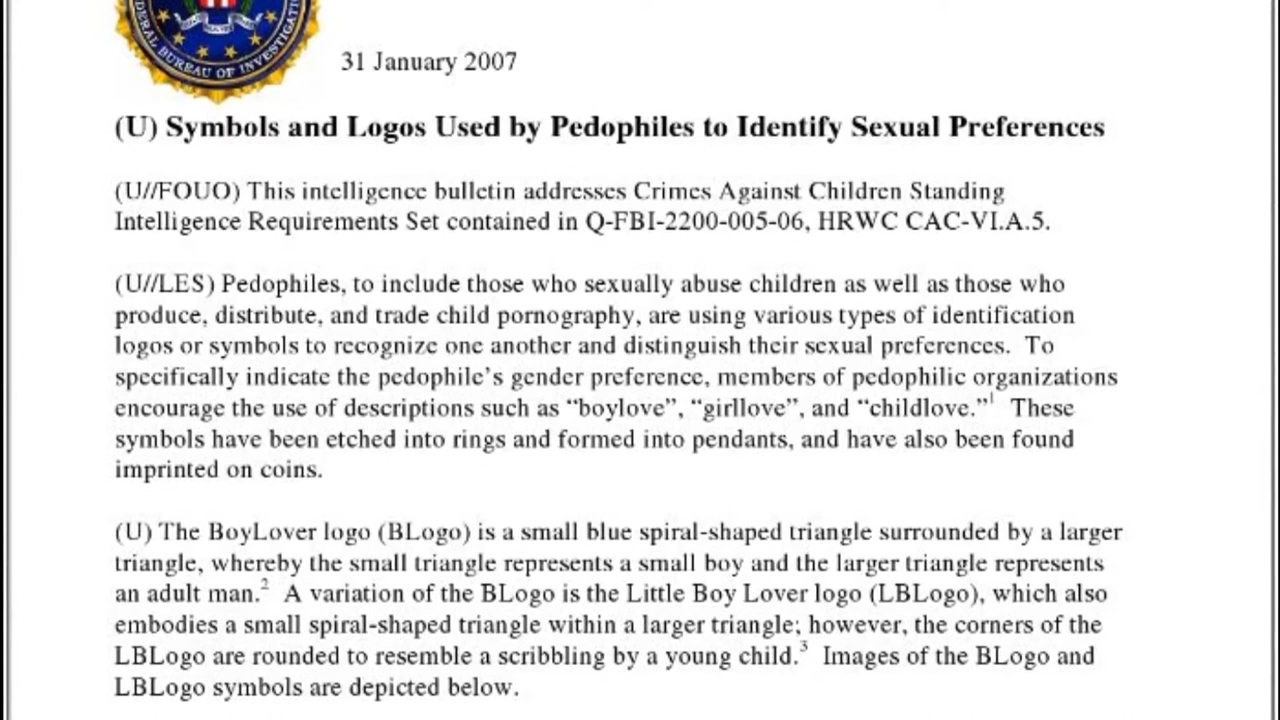 FEDERAL BUREAU OF INVESTIGATION
31 January 2007
(U) Symbols and Logos Used by Pedophiles to Identify Sexual Preferences
(U//FOUO) This intelligence bulletin addresses Crimes Against Children Standing
Intelligence Requirements Set contained in Q-FBI-2200-005-06, HRWC CAC-VI.A.5.
(U//LES) Pedophiles, to include those who sexually abuse children as well as those who
produce, distribute, and trade child pornography, are using various types of identification
logos or symbols to recognize one another and distinguish their sexual preferences.  To
specifically indicate the pedophile’s gender preference, members of pedophilic organizations
encourage the use of descriptions such as “boylove”, “girllove”, and “childlove.”1  These
symbols have been etched into rings and formed into pendants, and have also been found
imprinted on coins.
(U) The BoyLover logo (BLogo) is a small blue spiral-shaped triangle surrounded by a larger
triangle, whereby the small triangle represents a small boy and the larger triangle represents
an adult man.2  A variation of the BLogo is the Little Boy Lover logo (LBLogo), which also
embodies a small spiral-shaped triangle within a larger triangle; however, the corners of the
LBLogo are rounded to resemble a scribbling by a young child.3  Images of the BLogo and
LBLogo symbols are depicted below.